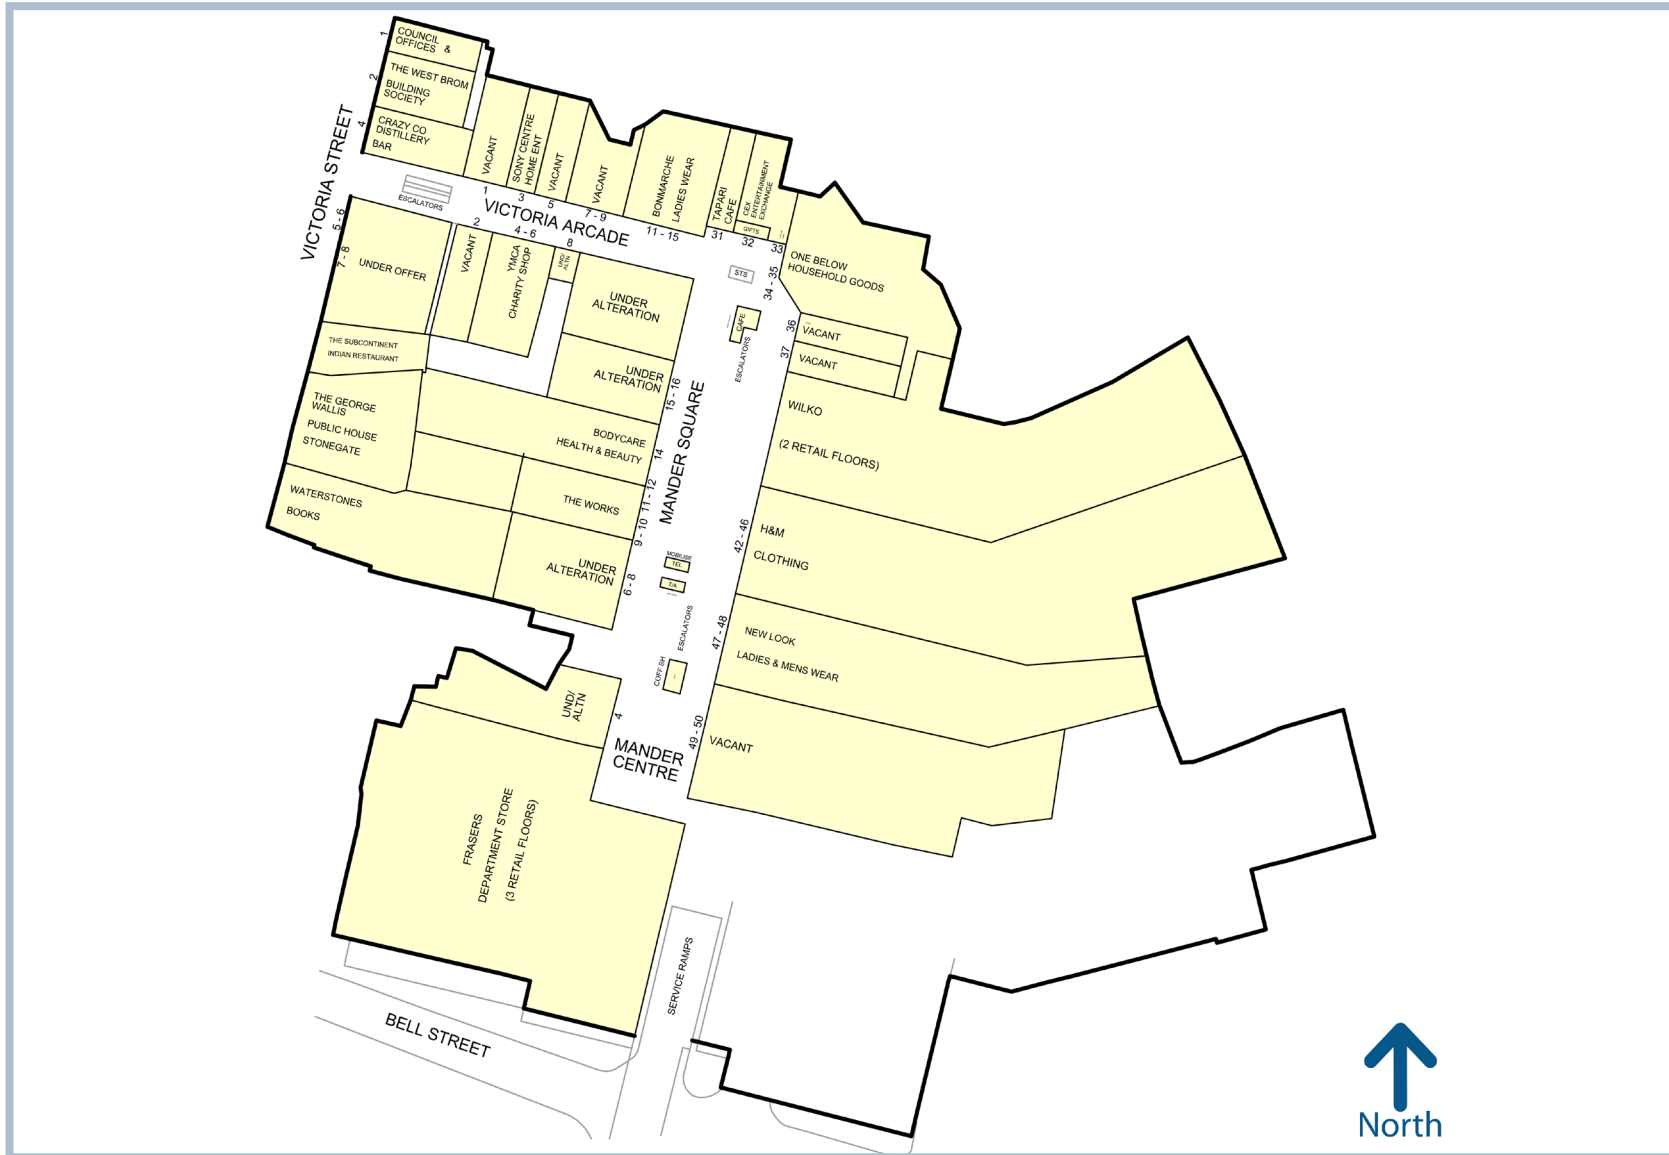 1
COUNCIL
OFFICES &
2
THE WEST BROM
BUILDING
SOCIETY
4
CRAZY CO
DISTILLERY
BAR
VICTORIA STREET
ESCALATORS
VACANT
1
SONY CENTRE
HOME ENT
3
VACANT
5
VACANT
7 - 9
BONMARCHE
LADIES WEAR
11 - 15
TAPARI
CAFE
31
CEX
ENTERTAINMENT
EXCHANGE
GIFTS
32
33
VICTORIA ARCADE
5 - 6
7 - 8
UNDER OFFER
2
VACANT
4 - 6
YMCA
CHARITY SHOP
8
UND/
ALTN
UNDER
ALTERATION
STS
34 - 35
ONE BELOW
HOUSEHOLD GOODS
CAFE
ESCALATORS
36
VACANT
37
VACANT
THE SUBCONTINENT
INDIAN RESTAURANT
UNDER
ALTERATION
15 - 16
MANDER SQUARE
WILKO
(2 RETAIL FLOORS)
THE GEORGE
WALLIS
PUBLIC HOUSE
STONEGATE
BODYCARE
HEALTH & BEAUTY
14
WATERSTONES
BOOKS
THE WORKS
11 - 12
9 - 10
42 - 46
H&M
CLOTHING
UNDER
ALTERATION
6 - 8
MOBILISE
TEL
T/A
ESCALATORS
47 - 48
NEW LOOK
LADIES & MENS WEAR
COFF SH
UND/
ALTN
4
49 - 50
VACANT
MANDER
CENTRE
FRASERS
DEPARTMENT STORE
(3 RETAIL FLOORS)
SERVICE RAMPS
BELL STREET
North